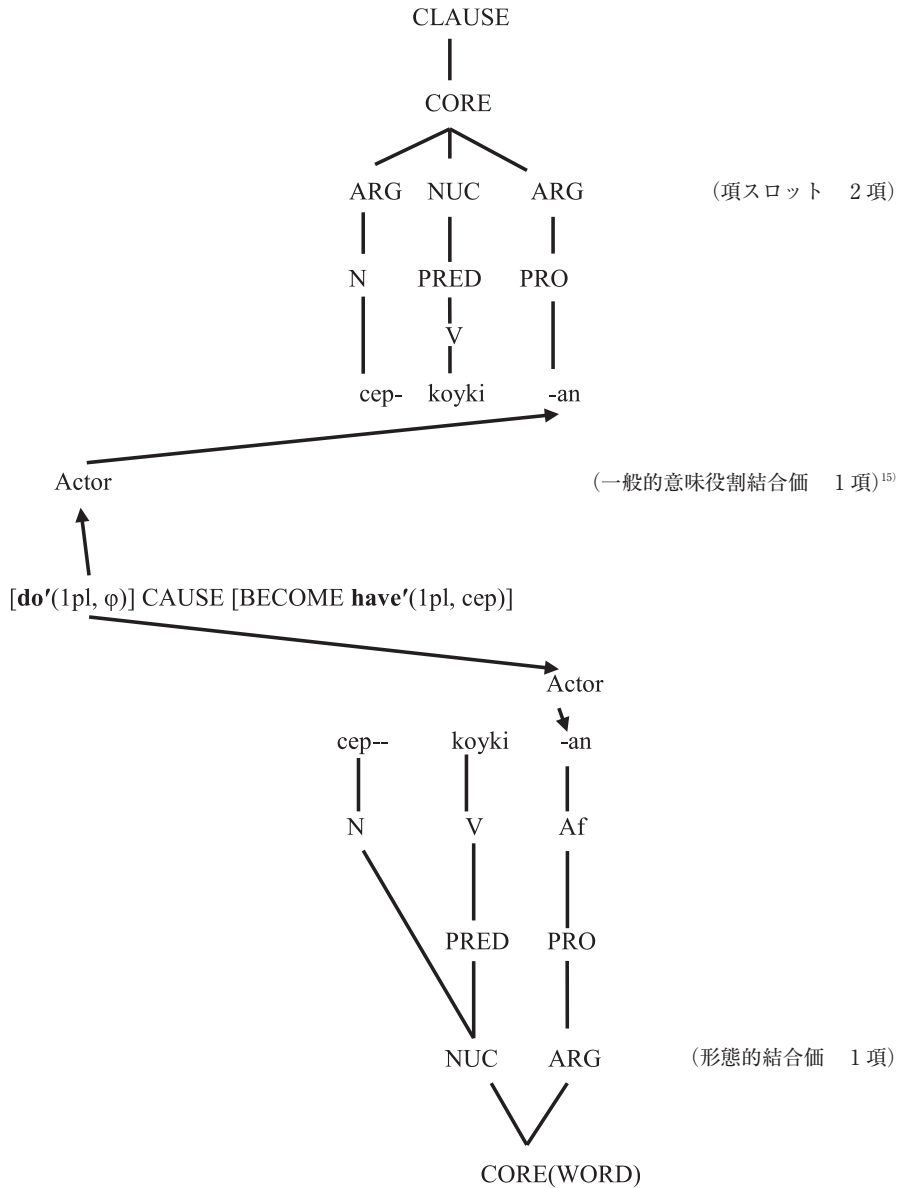 CLAUSE
CORE
ARG NUC ARG （項スロット　２項）
N PRED PRO
V
cep- koyki -an
Actor （一般的意味役割結合価　１項）15)
[do′(1pl, φ)] CAUSE [BECOME have′(1pl, cep)]
Actor
cep-- koyki -an
N V Af
PRED PRO
NUC ARG （形態的結合価　１項）
CORE(WORD)